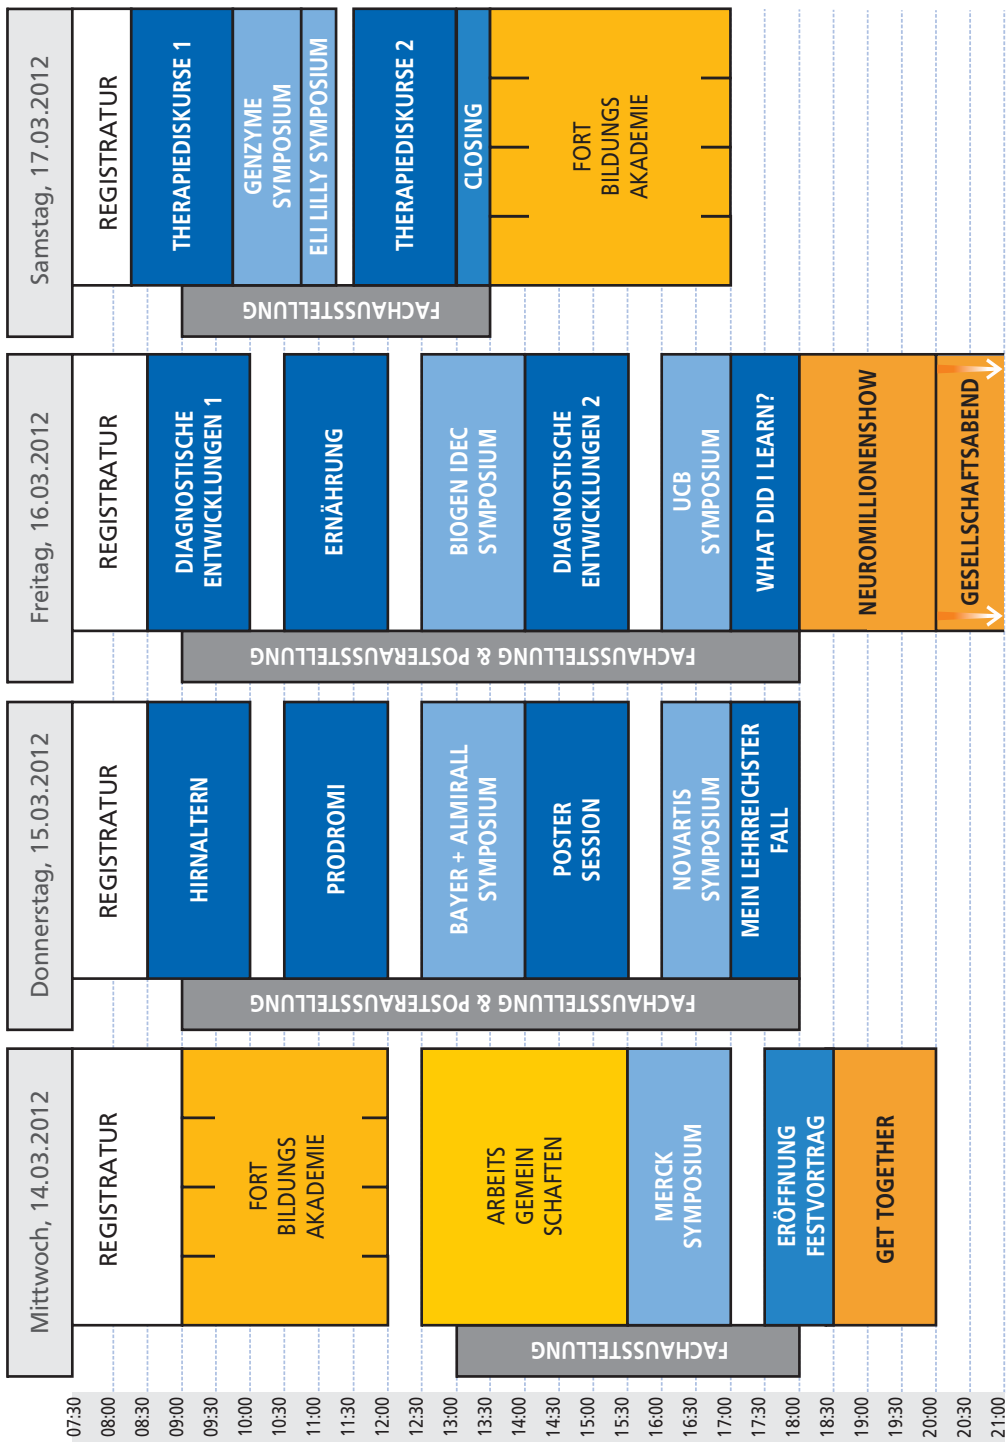 Mittwoch, 14.03.2012
REGISTRATUR
FORT
BILDUNGS
AKADEMIE
ARBEITS
GEMEIN
SCHAFTEN
MERCK
SYMPOSIUM
ERÖFFNUNG
FESTVORTRAG
GET TOGETHER
FACHAUSSTELLUNG
Donnerstag, 15.03.2012
REGISTRATUR
HIRNALTERN
PRODROMI
BAYER + ALMIRALL
SYMPOSIUM
POSTER
SESSION
NOVARTIS
SYMPOSIUM
MEIN LEHRREICHSTER
FALL
FACHAUSSTELLUNG & POSTERAUSSTELLUNG
Freitag, 16.03.2012
REGISTRATUR
DIAGNOSTISCHE
ENTWICKLUNGEN 1
ERNÄHRUNG
BIOGEN IDEC
SYMPOSIUM
DIAGNOSTISCHE
ENTWICKLUNGEN 2
UCB
SYMPOSIUM
WHAT DID I LEARN?
NEUROMILLIONENSHOW
GESELLSCHAFTSABEND
FACHAUSSTELLUNG & POSTERAUSSTELLUNG
Samstag, 17.03.2012
REGISTRATUR
THERAPIEDISKURSE 1
GENZYME
SYMPOSIUM
ELI LILLY SYMPOSIUM
THERAPIEDISKURSE 2
CLOSING
FORT
BILDUNGS
AKADEMIE
FACHAUSSTELLUNG
07:30
08:00
08:30
09:00
09:30
10:00
10:30
11:00
11:30
12:00
12:30
13:00
13:30
14:00
14:30
15:00
15:30
16:00
16:30
17:00
17:30
18:00
18:30
19:00
19:30
20:00
20:30
21:00